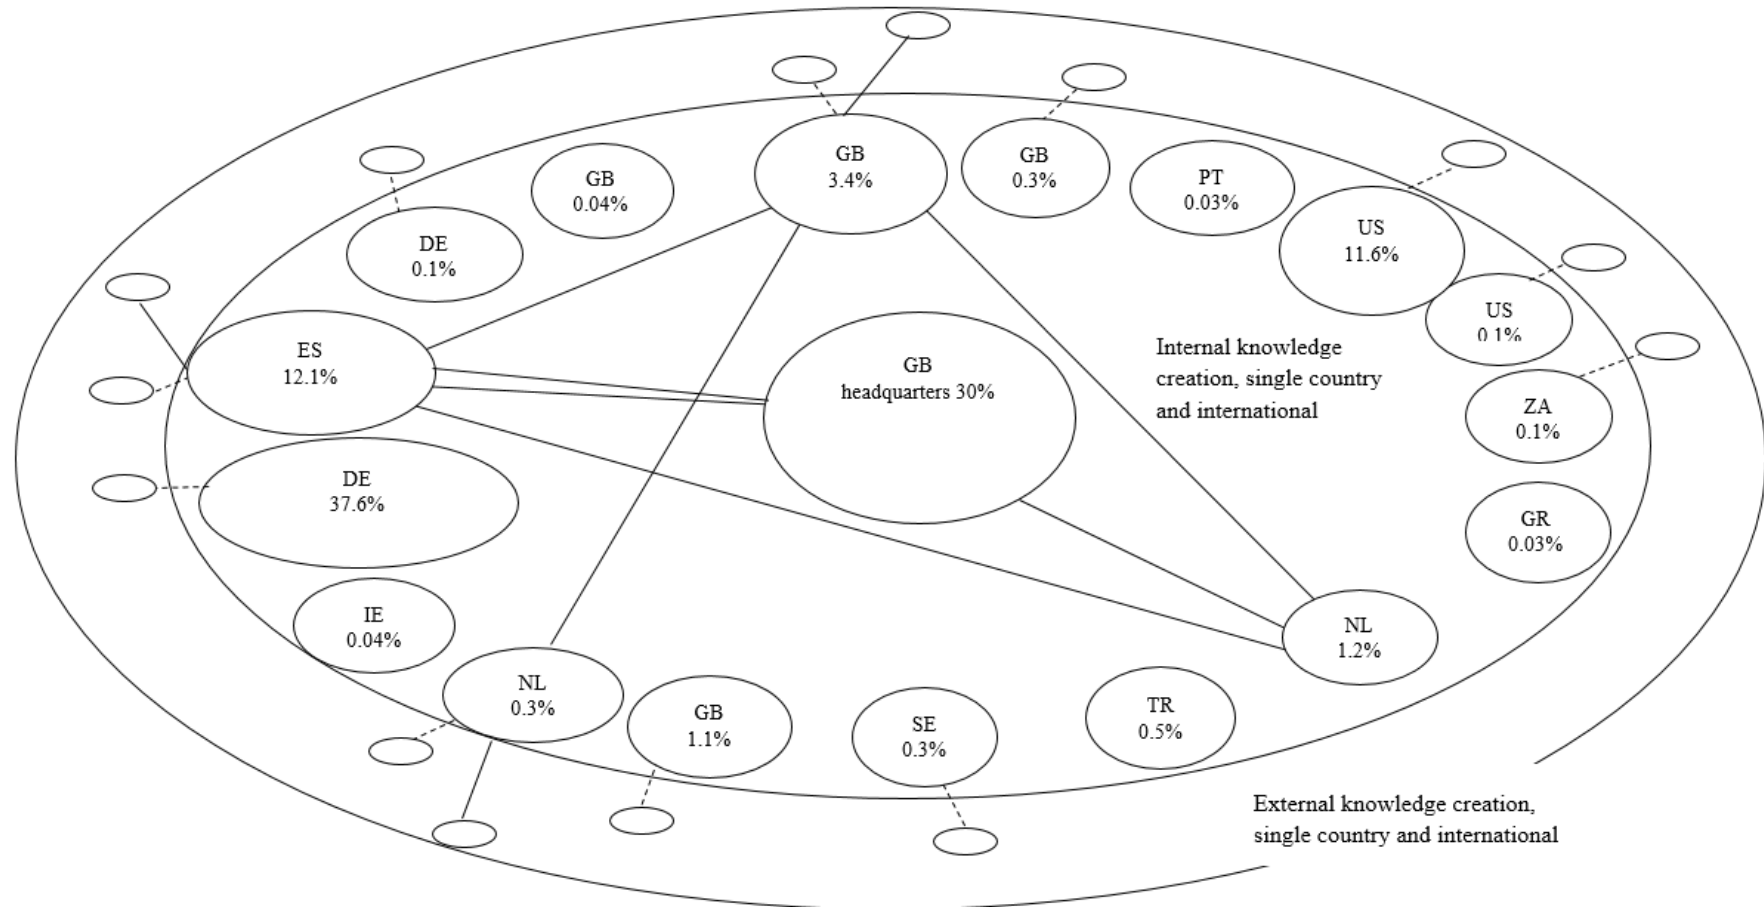 GB
3.4%
GB
0.3%
GB
0.04%
PT
0.03%
DE
0.1%
US
11.6%
US
0.1%
ES
12.1%
GB
headquarters 30%
Internal knowledge
creation, single country
and international
ZA
0.1%
DE
37.6%
GR
0.03%
IE
0.04%
NL
1.2%
NL
0.3%
GB
1.1%
SE
0.3%
TR
0.5%
External knowledge creation,
single country and international